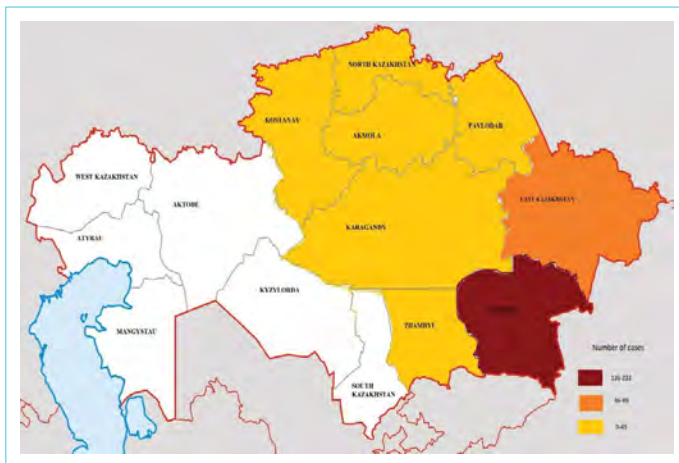 NORTH KAZAKHSTAN
KOSTANAY
AKMOLA
PAVLODAR
WEST KAZAKHSTAN
AKTOBE
EAST KAZAKHSTAN
ATYRAU
KARAGANDY
KYZYLORDA
MANGYSTAU
ZHAMBYL
SOUTH
KAZAKHSTAN
Number of cases